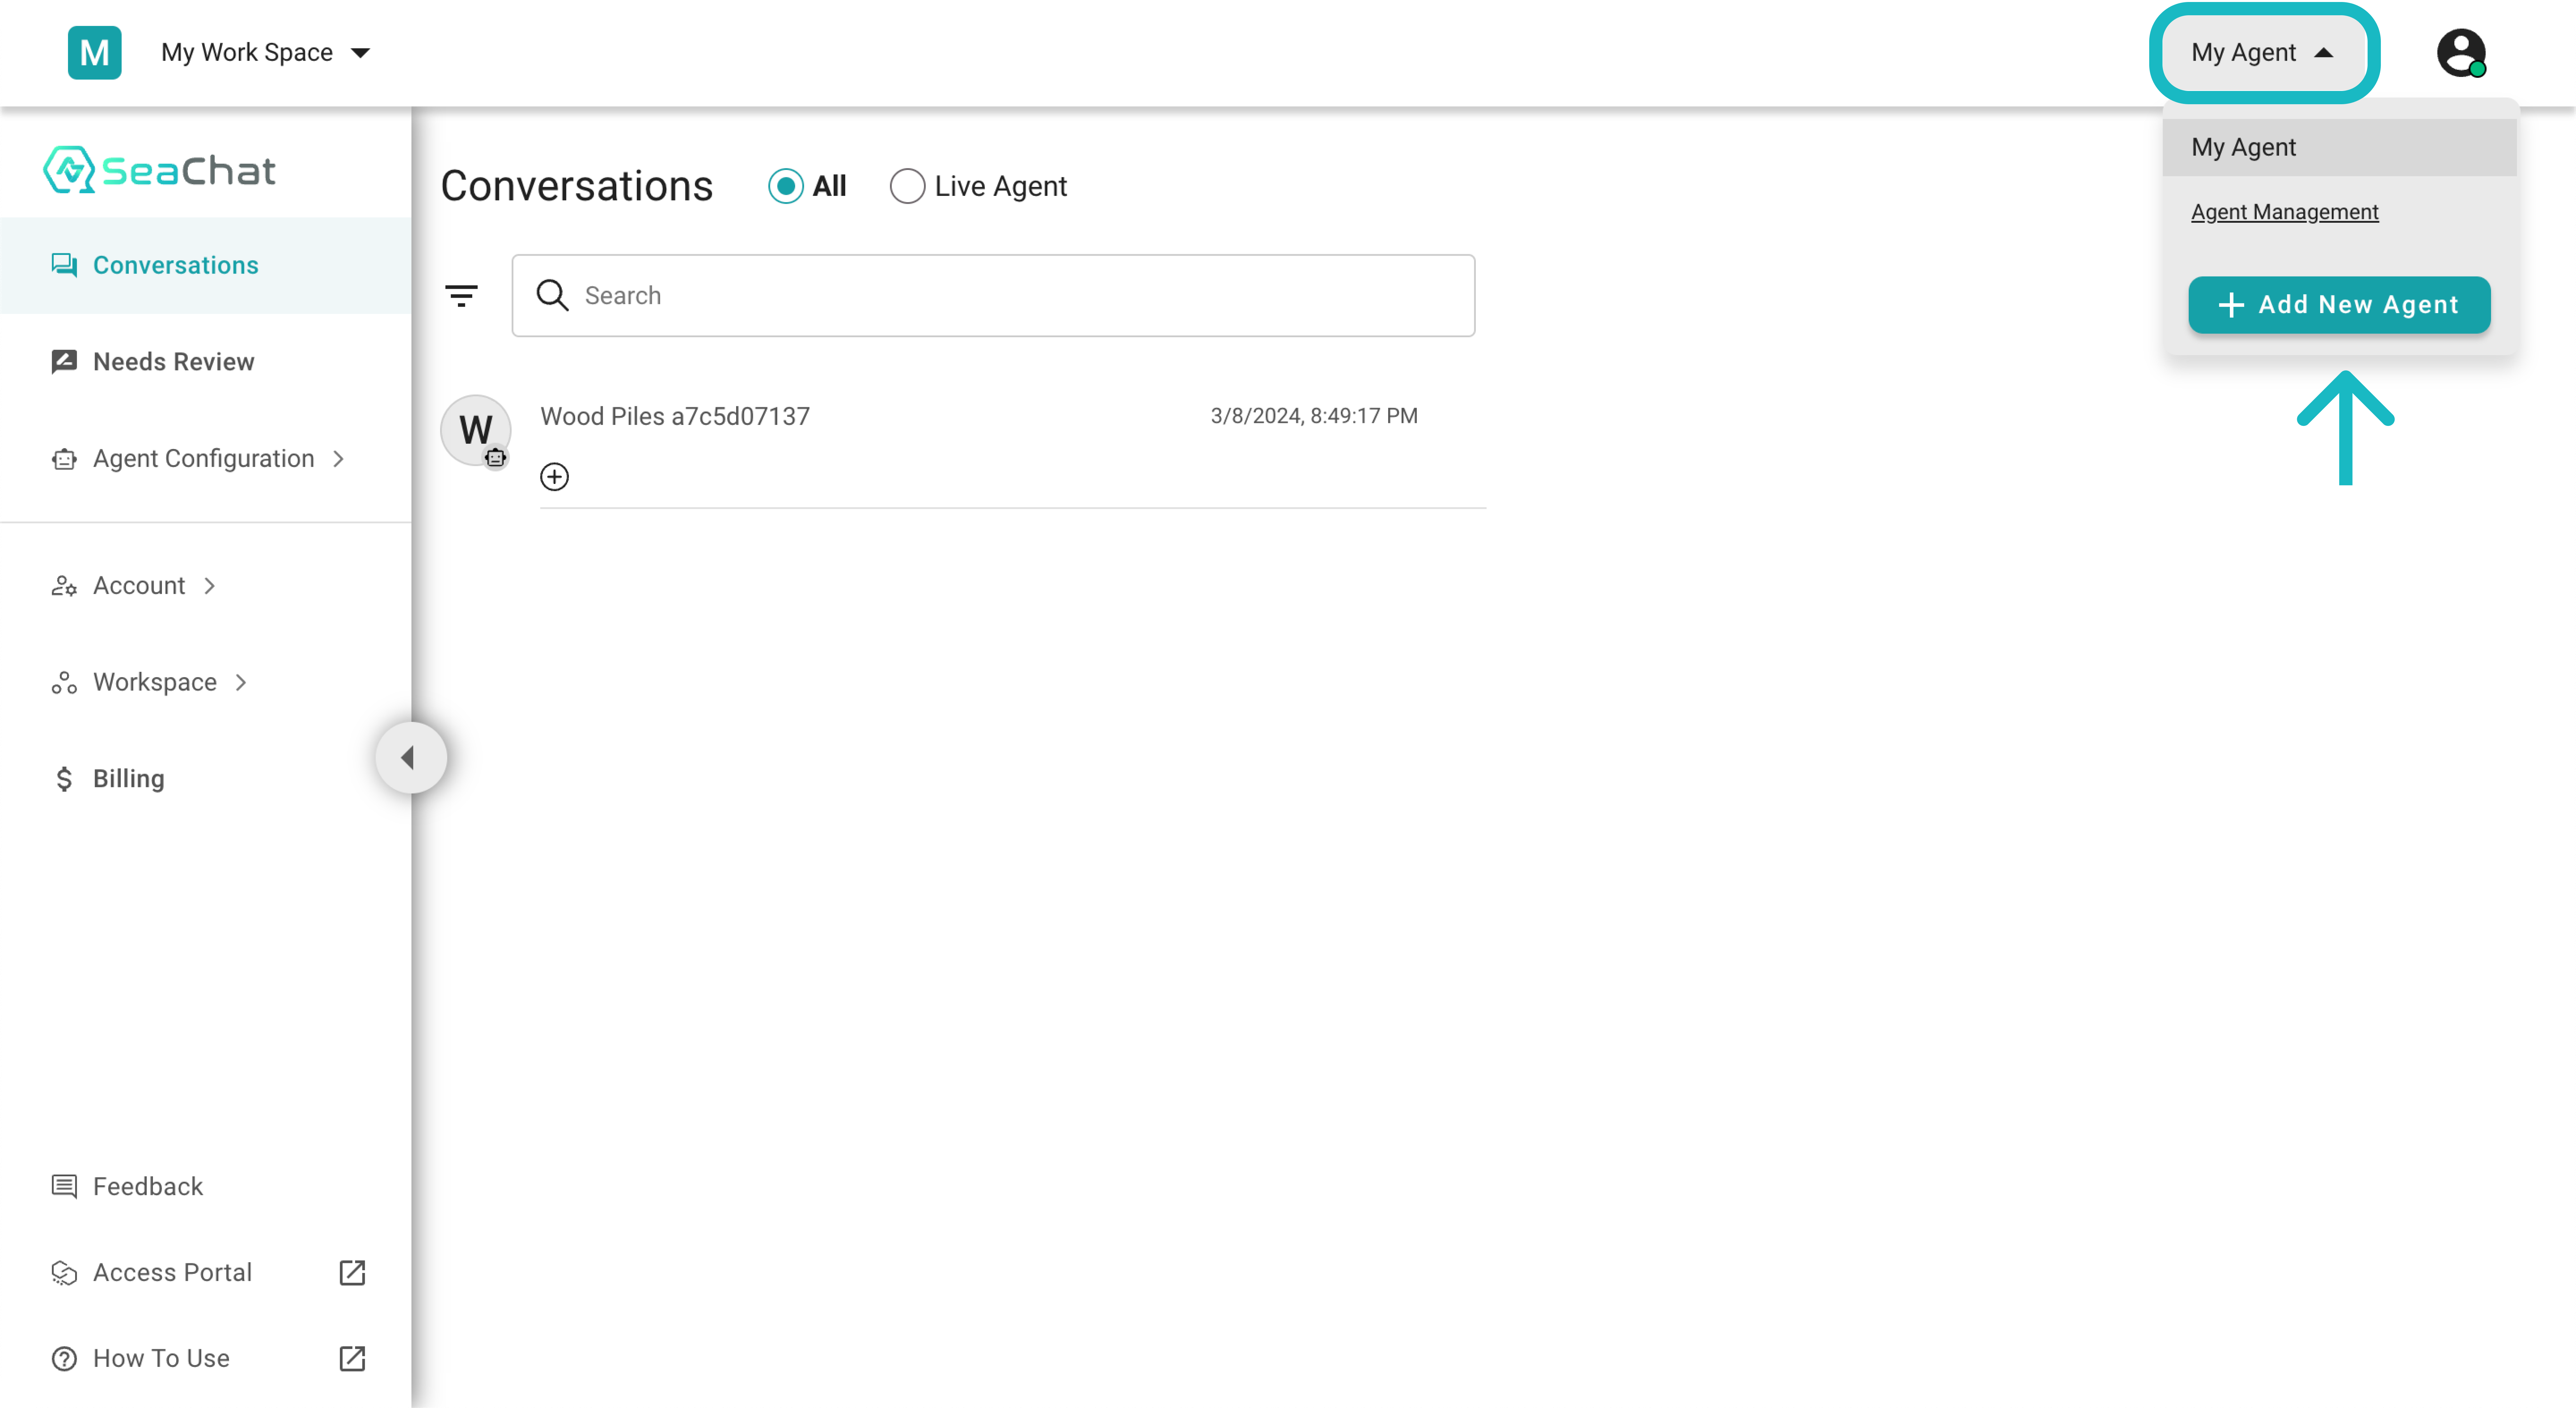 M
My Work Space
My Agent
My Agent
Agent Management
Add New Agent
SeaChat
Conversations
Needs Review
Agent Configuration
Account
Workspace
Billing
Feedback
Access Portal
How To Use
Conversations
All
Live Agent
Search
W
Wood Piles a7c5d07137
3/8/2024, 8:49:17 PM